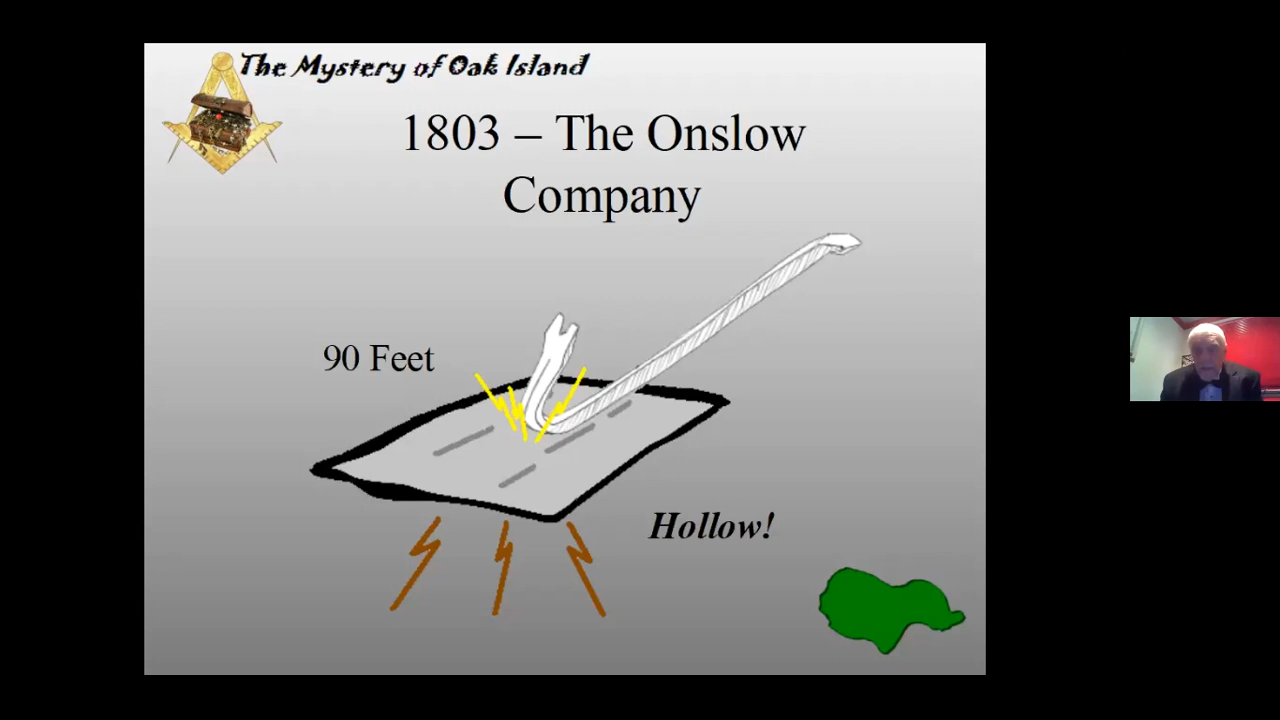 The Mystery of Oak Island
1803 – The Onslow
Company
90 Feet
Hollow!